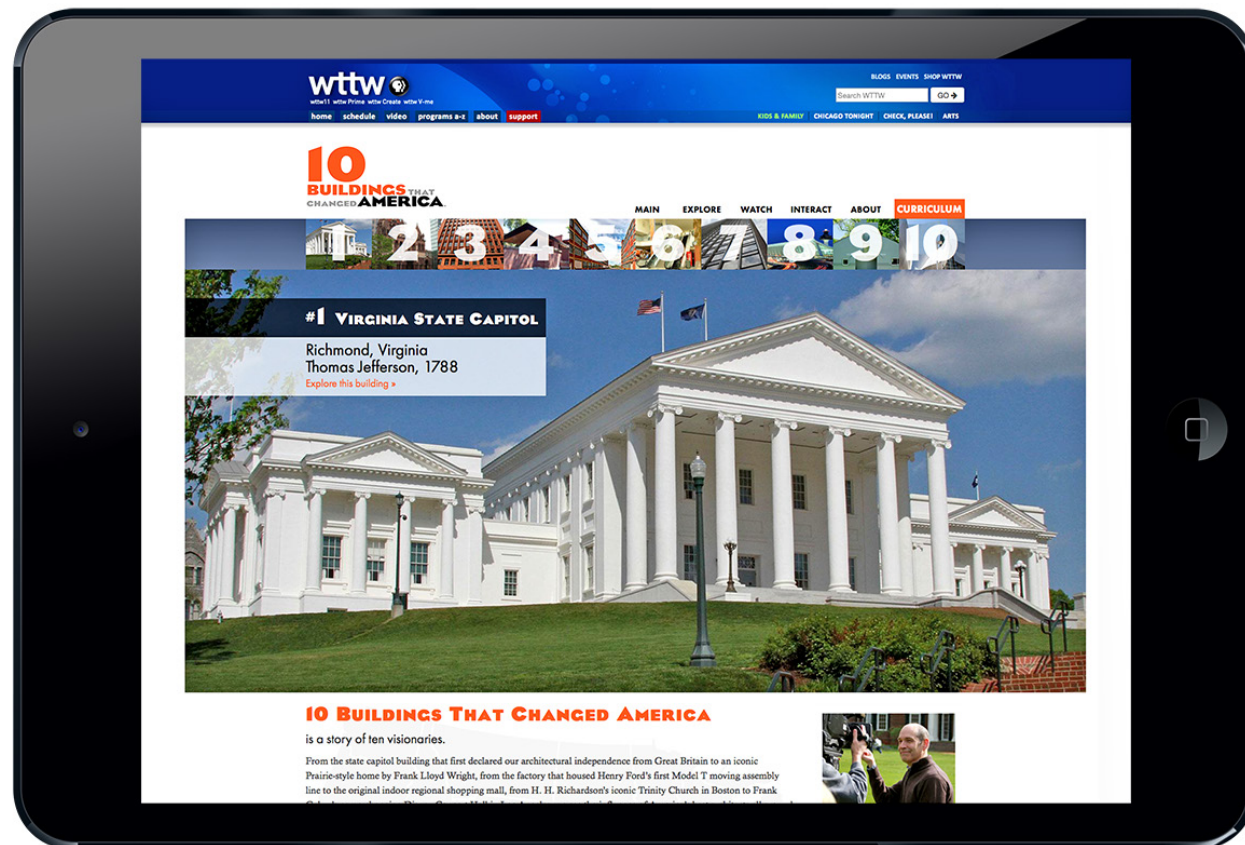 wttw
BLOGS EVENTS SHOP WTTW
wttw11 wttw Prime wttw Create wttw V-me
Search WTTW GO →
home schedule video programs a-z about support
KIDS & FAMILY CHICAGO TONIGHT CHECK, PLEASE! ARTS
10
BUILDINGS THAT
CHANGED AMERICA
MAIN EXPLORE WATCH INTERACT ABOUT CURRICULUM
1 2 3 4 5 6 7 8 9 10
#1 VIRGINIA STATE CAPITOL
Richmond, Virginia
Thomas Jefferson, 1788
Explore this building »
10 BUILDINGS THAT CHANGED AMERICA
is a story of ten visionaries.
From the state capitol building that first declared our architectural independence from Great Britain to an iconic
Prairie-style home by Frank Lloyd Wright, from the factory that housed Henry Ford's first Model T moving assembly
line to the original indoor regional shopping mall, from H. H. Richardson's iconic Trinity Church in Boston to Frank